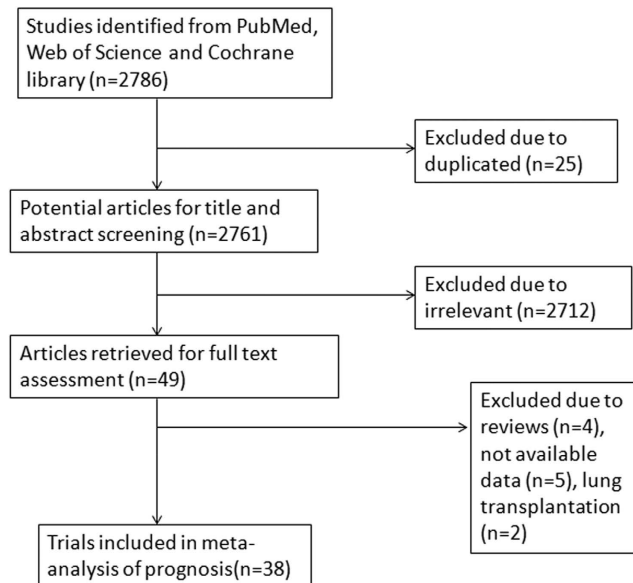 Studies identified from PubMed,
Web of Science and Cochrane
library (n=2786)
Excluded due to
duplicated (n=25)
Potential articles for title and
abstract screening (n=2761)
Excluded due to
irrelevant (n=2712)
Articles retrieved for full text
assessment (n=49)
Excluded due to
reviews (n=4),
not available
data (n=5), lung
transplantation
(n=2)
Trials included in meta-
analysis of prognosis(n=38)